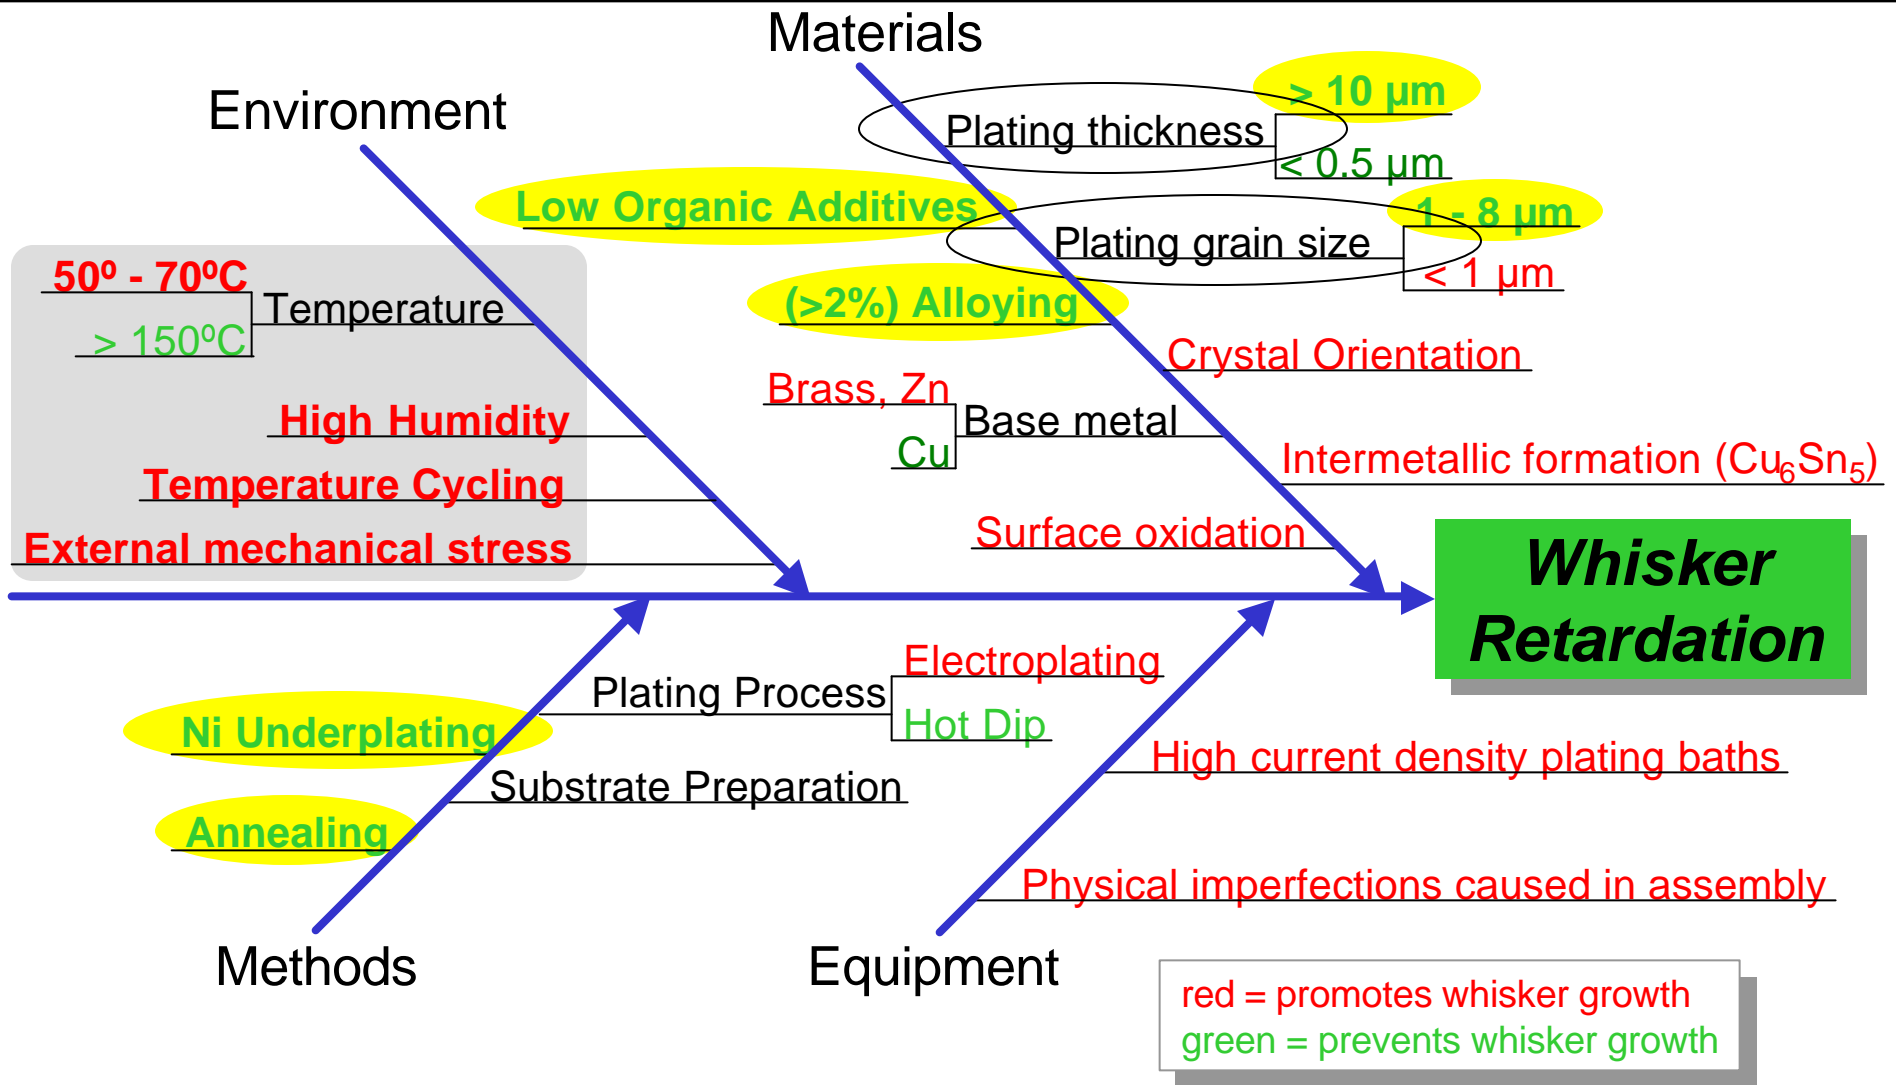 Materials
Environment
> 10 µm
Plating thickness
< 0.5 µm
Low Organic Additives
1 - 8 µm
Plating grain size
< 1 µm
50º - 70ºC
Temperature
> 150ºC
(>2%) Alloying
Crystal Orientation
Brass, Zn
Base metal
Cu
High Humidity
Intermetallic formation (Cu₆Sn₅)
Temperature Cycling
Surface oxidation
External mechanical stress
Whisker
Retardation
Electroplating
Plating Process
Hot Dip
Ni Underplating
High current density plating baths
Substrate Preparation
Annealing
Physical imperfections caused in assembly
Methods
Equipment
red = promotes whisker growth
green = prevents whisker growth